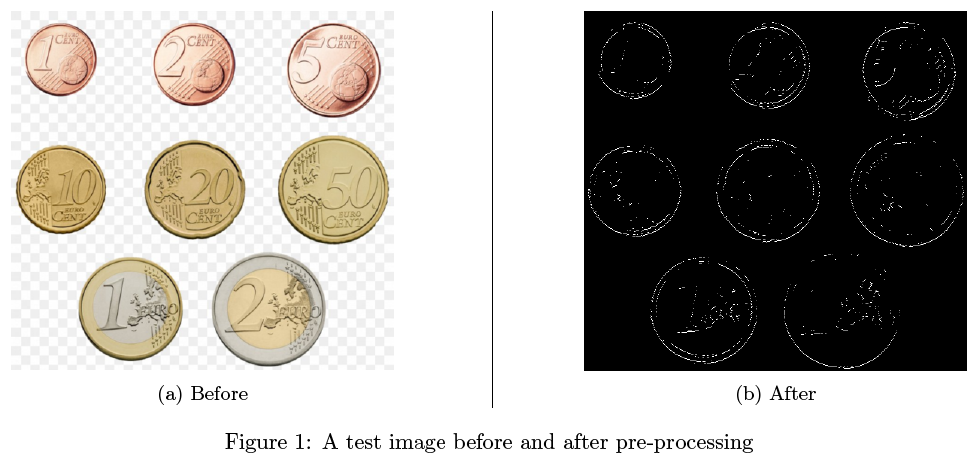 1 EURO CENT
2 EURO CENT
5 EURO CENT
10 EURO CENT
20 EURO CENT
50 EURO CENT
1 EURO
2 EURO
(a) Before
(b) After
Figure 1: A test image before and after pre-processing